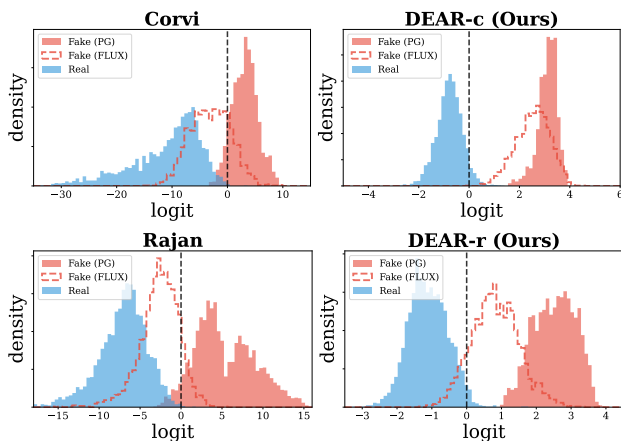 Corvi
Fake (PG)
Fake (FLUX)
Real
density
−30 −20 −10 0 10
logit
DEAR-c (Ours)
Fake (PG)
Fake (FLUX)
Real
density
−4 −2 0 2 4 6
logit
Rajan
Fake (PG)
Fake (FLUX)
Real
density
−15 −10 −5 0 5 10 15
logit
DEAR-r (Ours)
Fake (PG)
Fake (FLUX)
Real
density
−3 −2 −1 0 1 2 3 4
logit